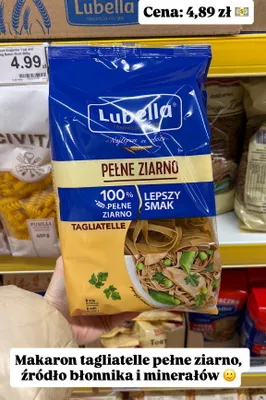 Lubella
Cena: 4,89 zł 💵
4.99
Lubella
PEŁNE ZIARNO
100%
PEŁNE
ZIARNO
LEPSZY
SMAK
TAGLIATELLE
Makaron tagliatelle pełne ziarno,
źródło błonnika i minerałów 🙂